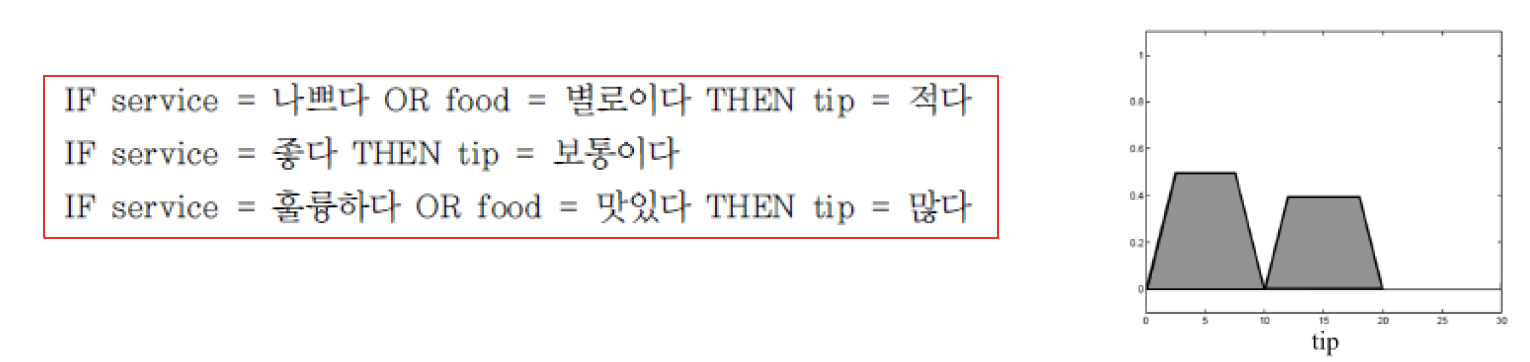 IF service = 나쁘다 OR food = 별로이다 THEN tip = 적다
IF service = 좋다 THEN tip = 보통이다
IF service = 훌륭하다 OR food = 맛있다 THEN tip = 많다
1
0.8
0.6
0.4
0.2
0
0 5 10 15 20 25 30
tip